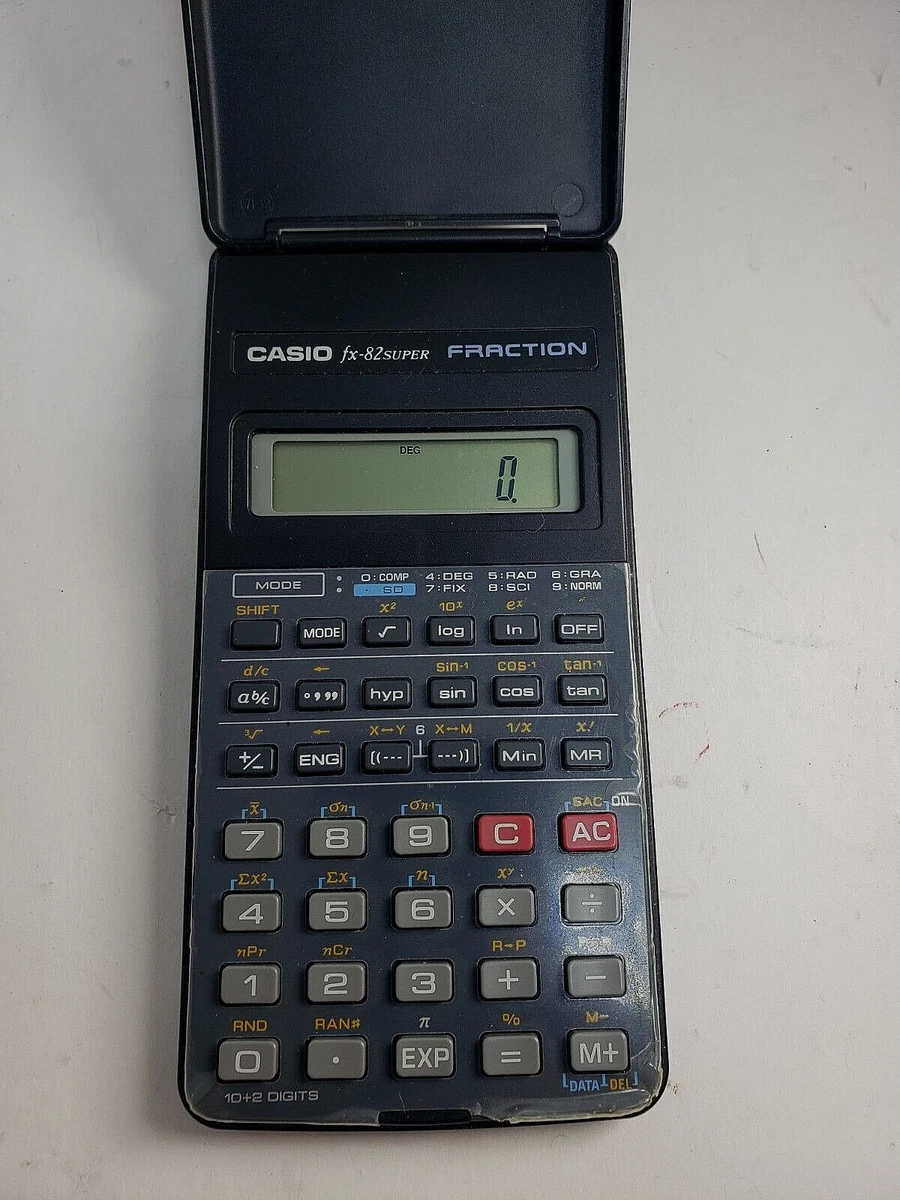 CASIO fx-82SUPER FRACTION
DEG
0.
MODE : 0:COMP 4:DEG 5:RAD 6:GRA
: · SD 7:FIX 8:SCI 9:NORM
SHIFT x² 10ˣ eˣ
MODE √ log ln OFF
d/c ← sin⁻¹ cos⁻¹ tan⁻¹
a b/c °,,, hyp sin cos tan
³√ ← X↔Y 6 X↔M 1/x x!
+/− ENG [(--- ---)] Min MR
x̄ σn σn-1 SAC ON
7 8 9 C AC
Σx² Σx n xʸ
4 5 6 × ÷
nPr nCr R→P
1 2 3 + −
RND RAN# π % M−
0 · EXP = M+
DATA DEL
10+2 DIGITS